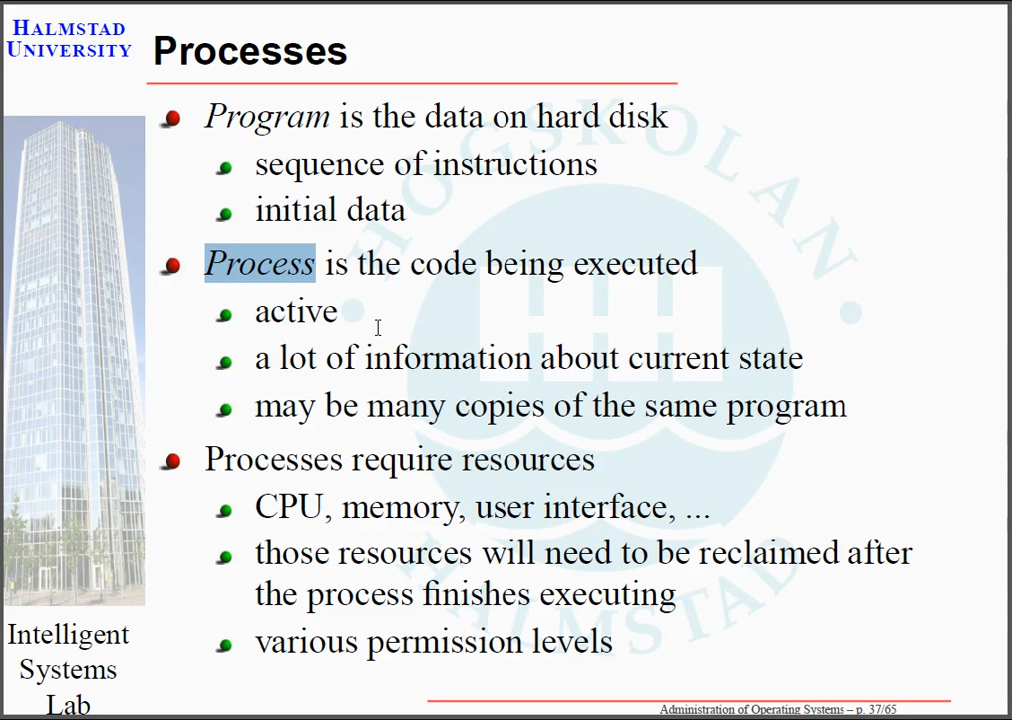 HALMSTAD
UNIVERSITY
Processes
Program is the data on hard disk
sequence of instructions
initial data
Process is the code being executed
active
a lot of information about current state
may be many copies of the same program
Processes require resources
CPU, memory, user interface, ...
those resources will need to be reclaimed after
the process finishes executing
various permission levels
HÖGSKOLAN
HALMSTAD
Intelligent
Systems
Lab
Administration of Operating Systems – p. 37/65